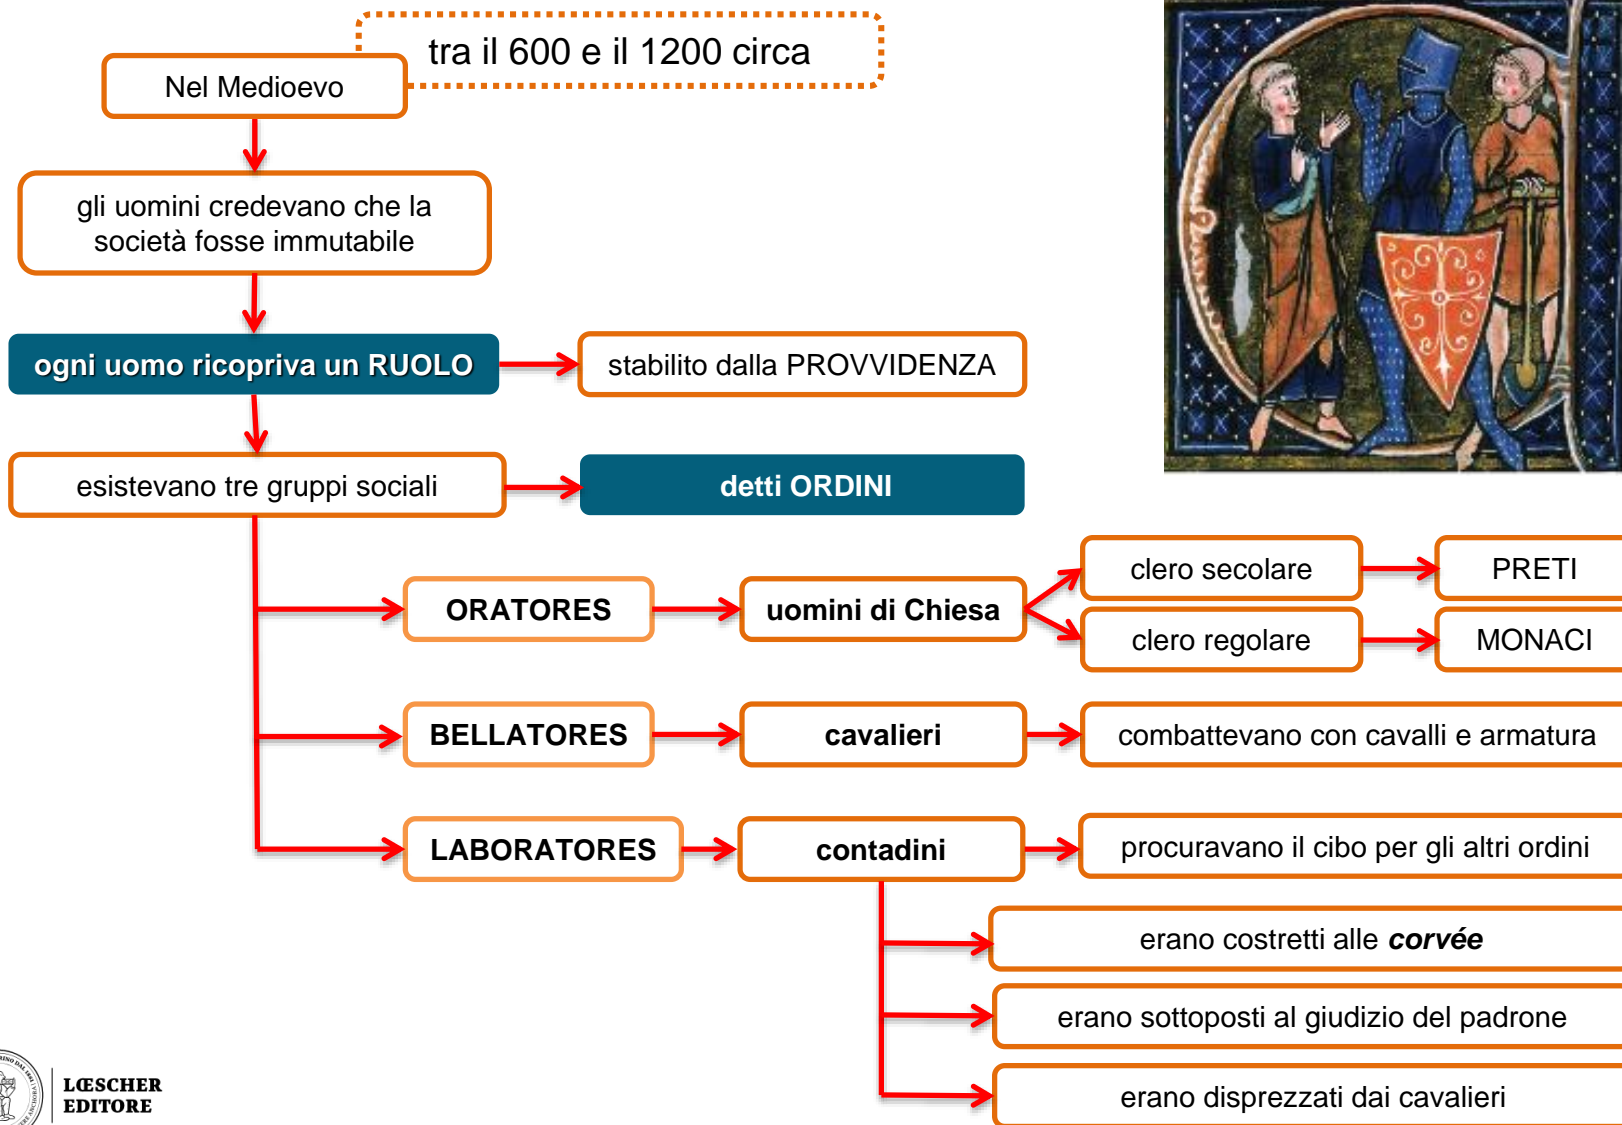 tra il 600 e il 1200 circa
Nel Medioevo
gli uomini credevano che la
società fosse immutabile
ogni uomo ricopriva un RUOLO
stabilito dalla PROVVIDENZA
esistevano tre gruppi sociali
detti ORDINI
ORATORES
uomini di Chiesa
clero secolare
PRETI
clero regolare
MONACI
BELLATORES
cavalieri
combattevano con cavalli e armatura
LABORATORES
contadini
procuravano il cibo per gli altri ordini
erano costretti alle corvée
erano sottoposti al giudizio del padrone
erano disprezzati dai cavalieri
LŒSCHER
EDITORE